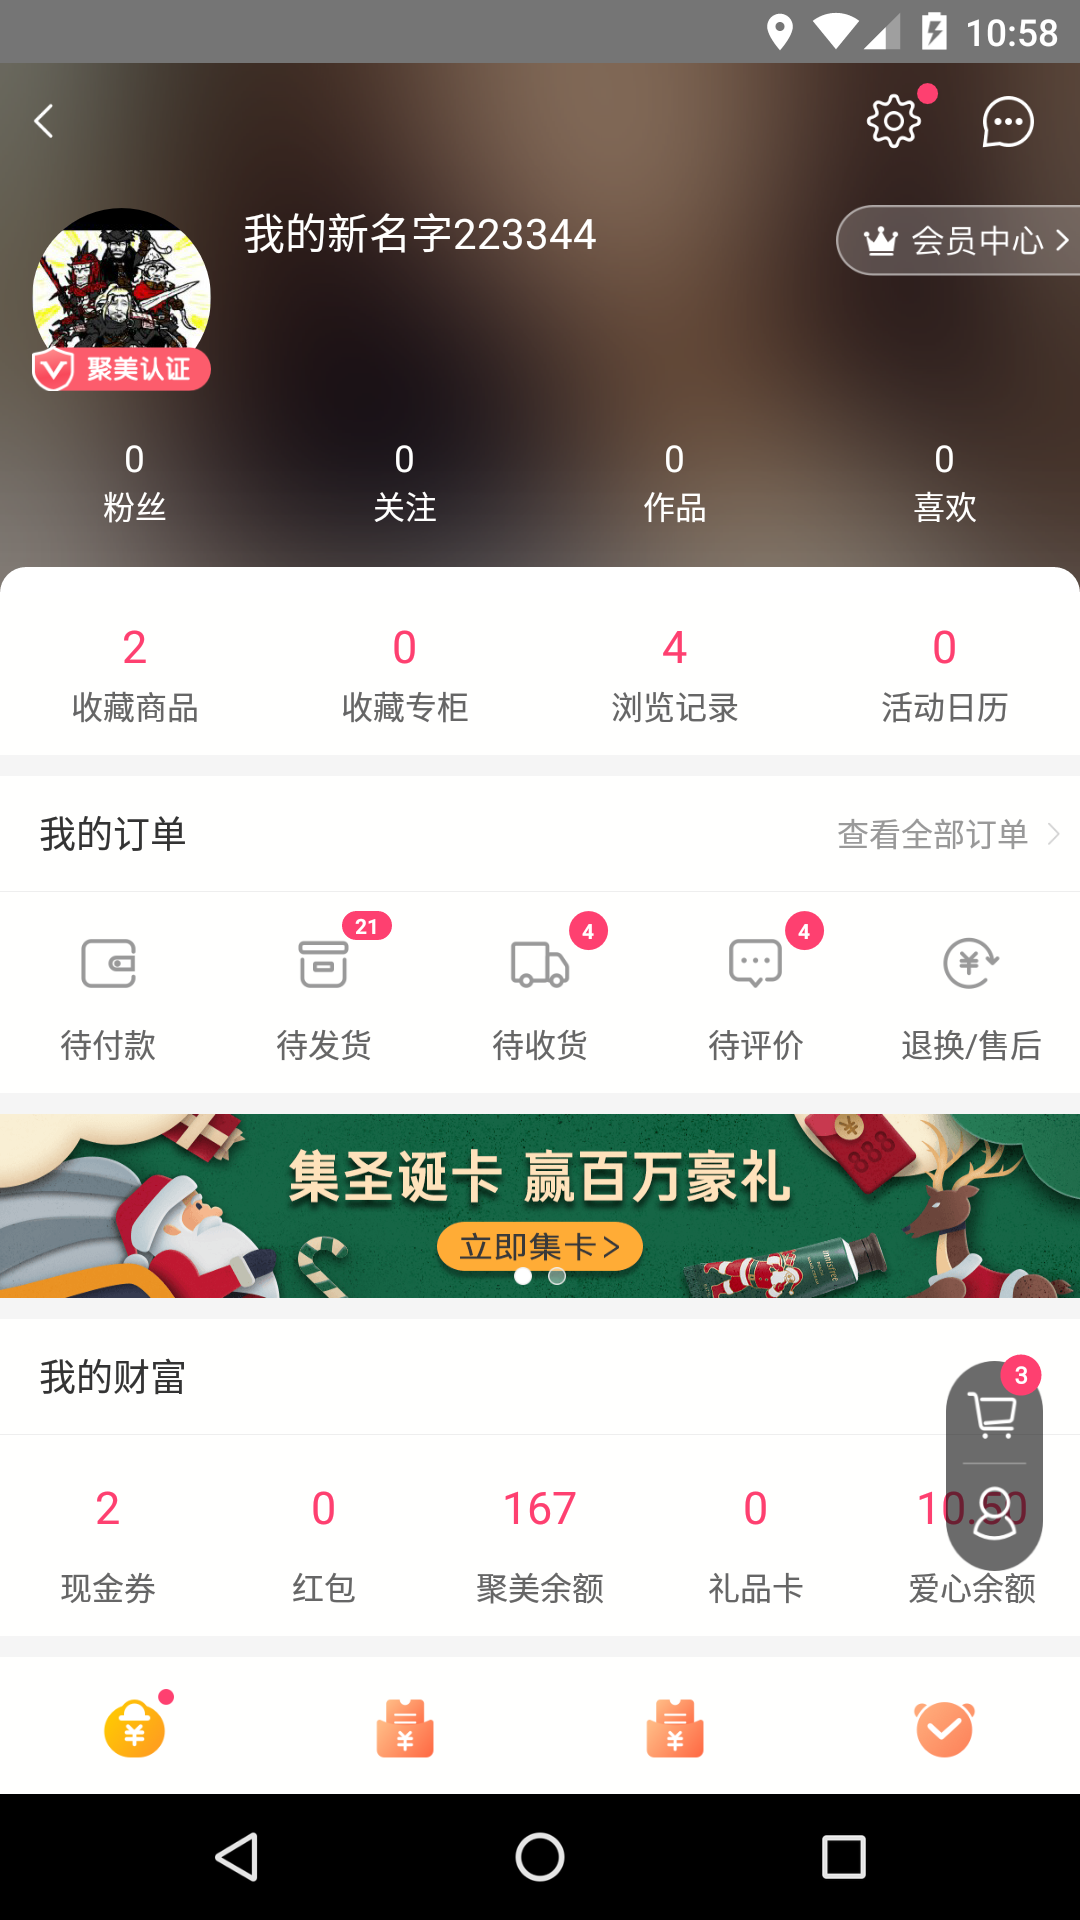 10:58
我的新名字223344
会员中心
聚美认证
0 0 0 0
粉丝 关注 作品 喜欢
2 0 4 0
收藏商品 收藏专柜 浏览记录 活动日历
我的订单 查看全部订单
21 4 4
待付款 待发货 待收货 待评价 退换/售后
集圣诞卡 赢百万豪礼
888
立即集卡>
innisfree
我的财富
3
2 0 167 0 10.50
现金券 红包 聚美余额 礼品卡 爱心余额